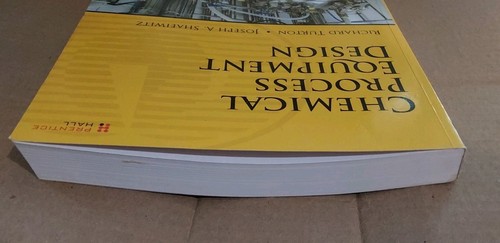 RICHARD TURTON • JOSEPH A. SHAEIWITZ
CHEMICAL
PROCESS
EQUIPMENT
DESIGN
PRENTICE
HALL